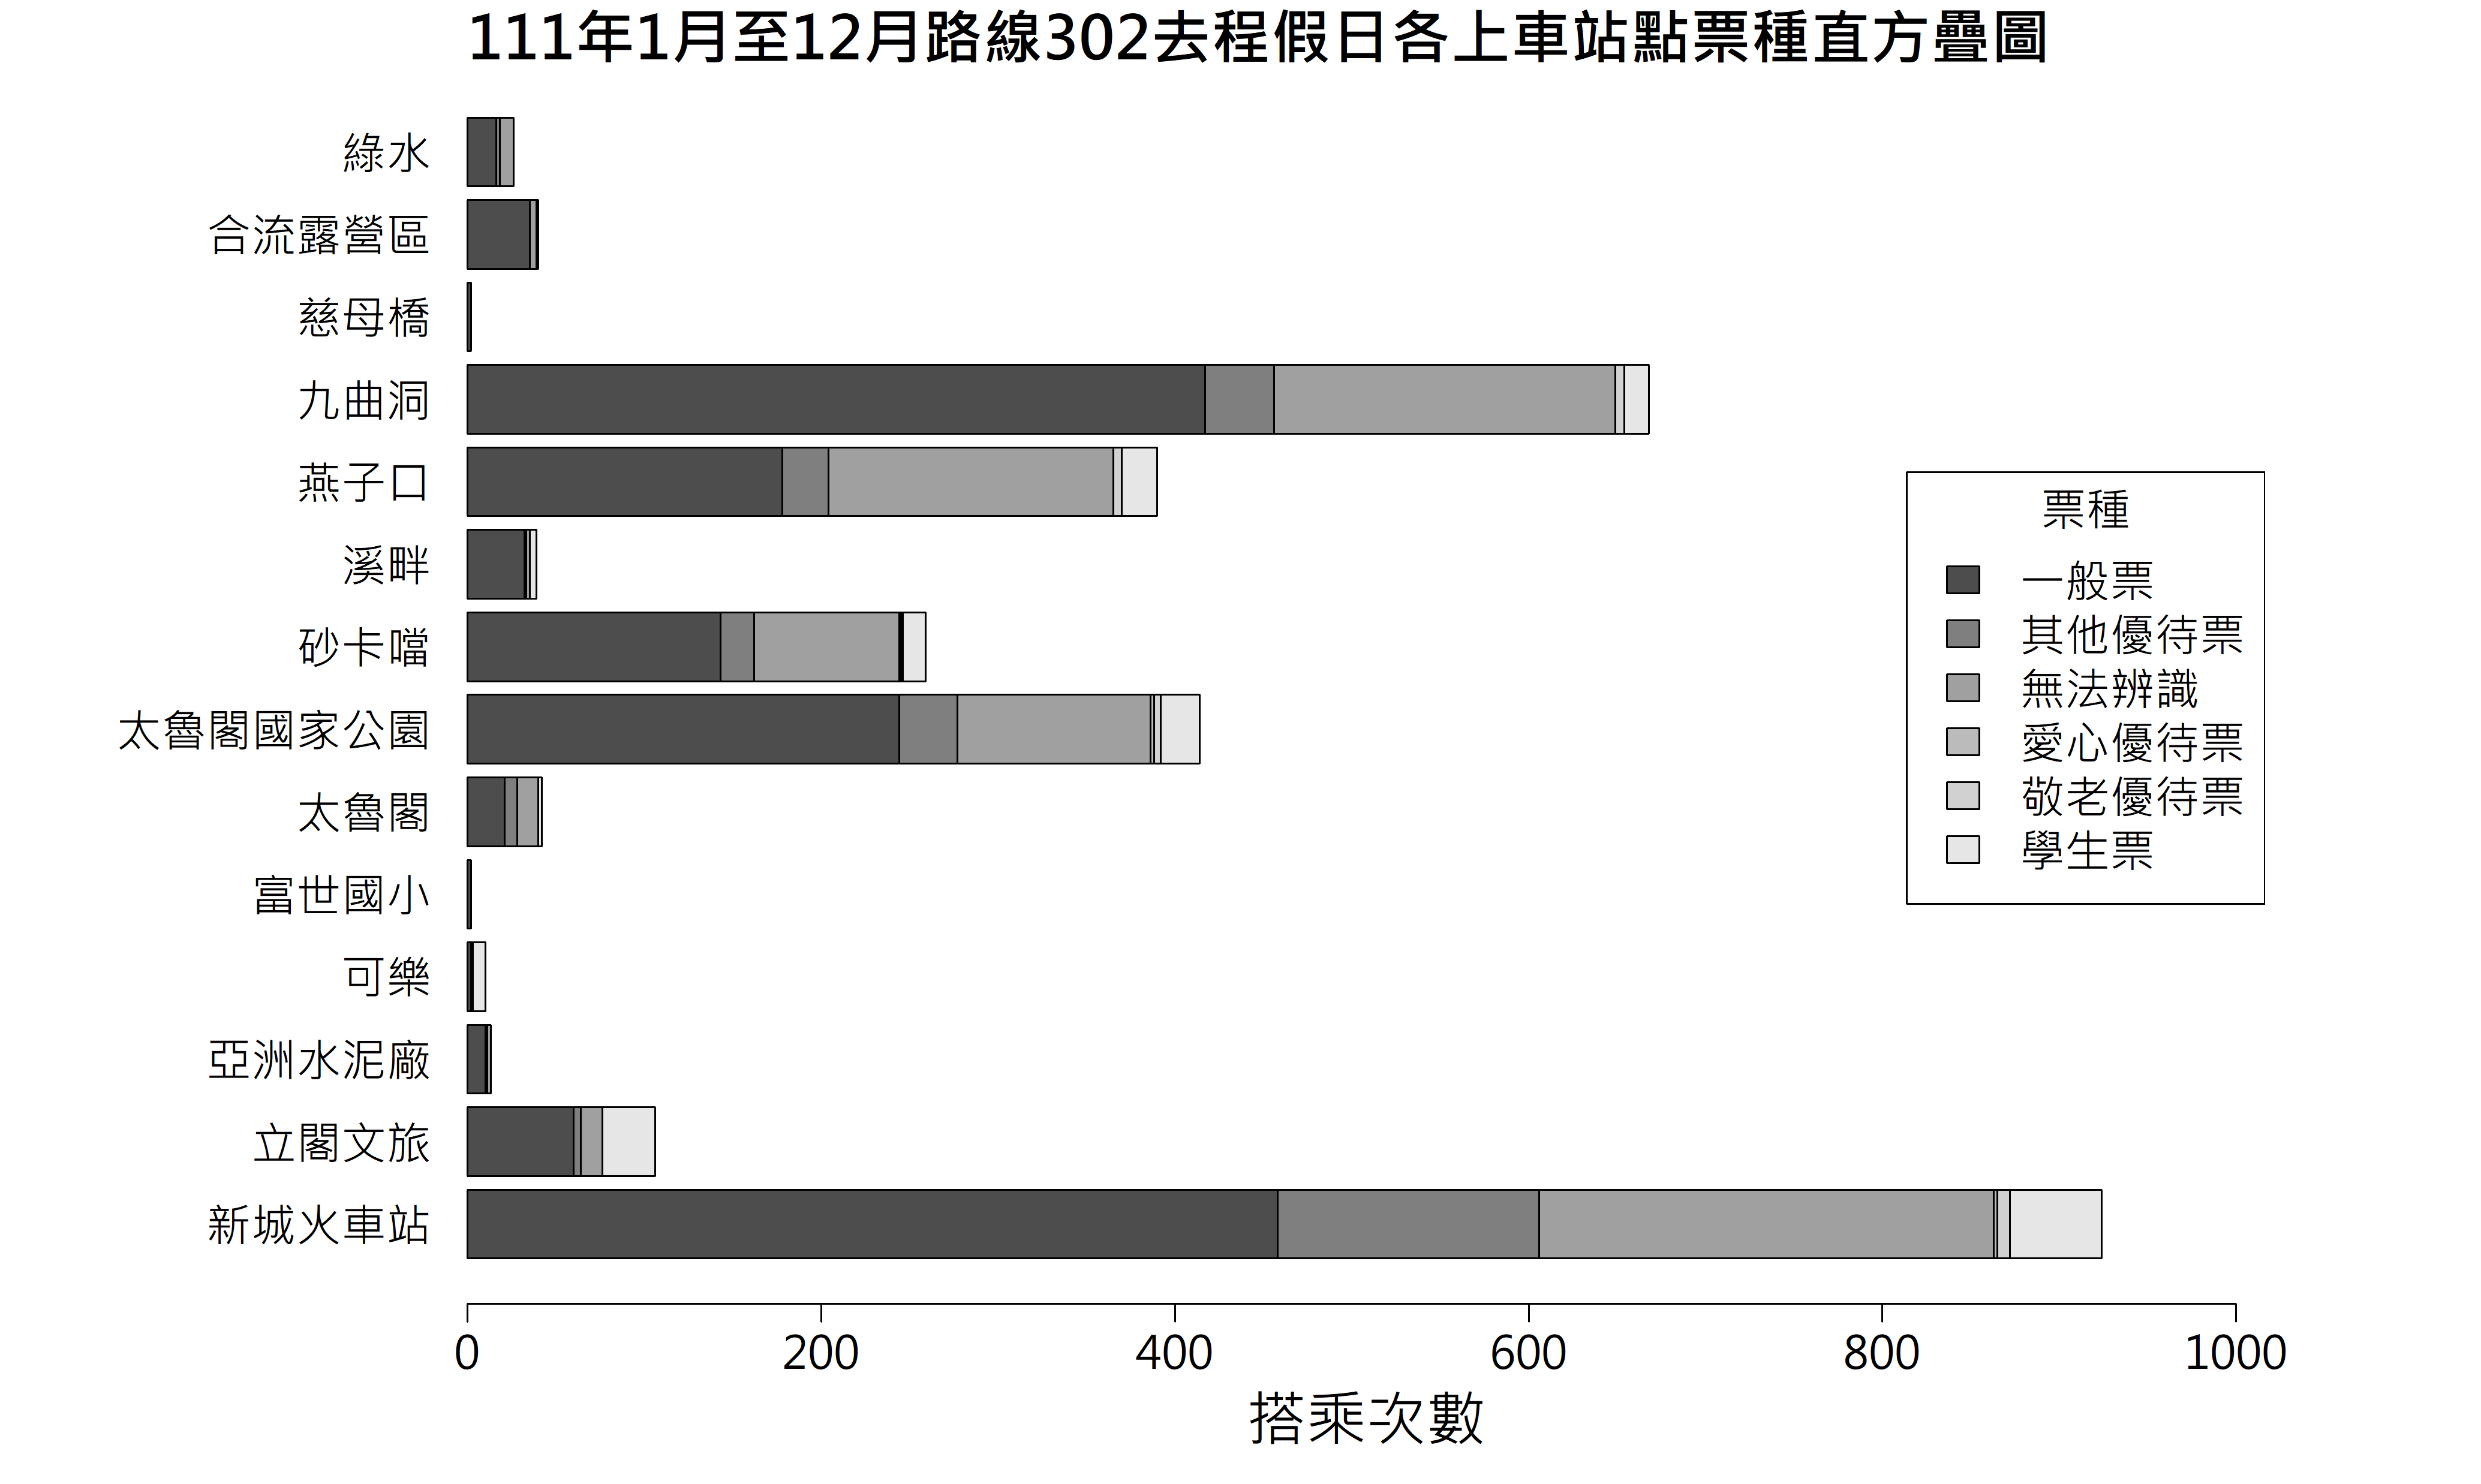 111年1月至12月路線302去程假日各上車站點票種直方疊圖
綠水
合流露營區
慈母橋
九曲洞
燕子口
溪畔
砂卡噹
太魯閣國家公園
太魯閣
富世國小
可樂
亞洲水泥廠
立閣文旅
新城火車站
票種
一般票
其他優待票
無法辨識
愛心優待票
敬老優待票
學生票
0 200 400 600 800 1000
搭乘次數